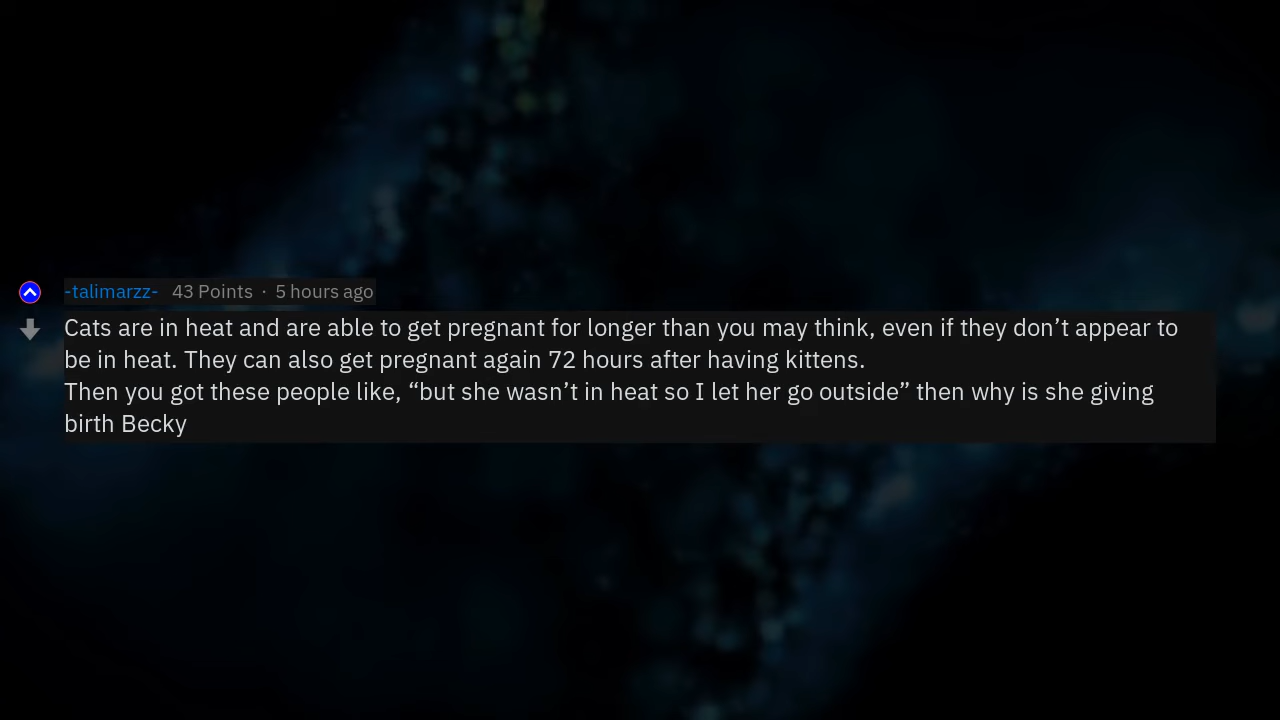 -talimarzz- 43 Points · 5 hours ago
Cats are in heat and are able to get pregnant for longer than you may think, even if they don’t appear to
be in heat. They can also get pregnant again 72 hours after having kittens.
Then you got these people like, “but she wasn’t in heat so I let her go outside” then why is she giving
birth Becky